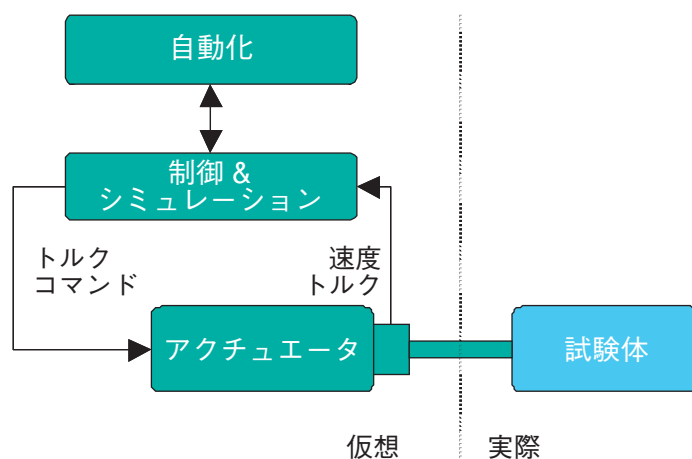 自動化
制御 &
シミュレーション
トルク
コマンド
速度
トルク
アクチュエータ
試験体
仮想
実際